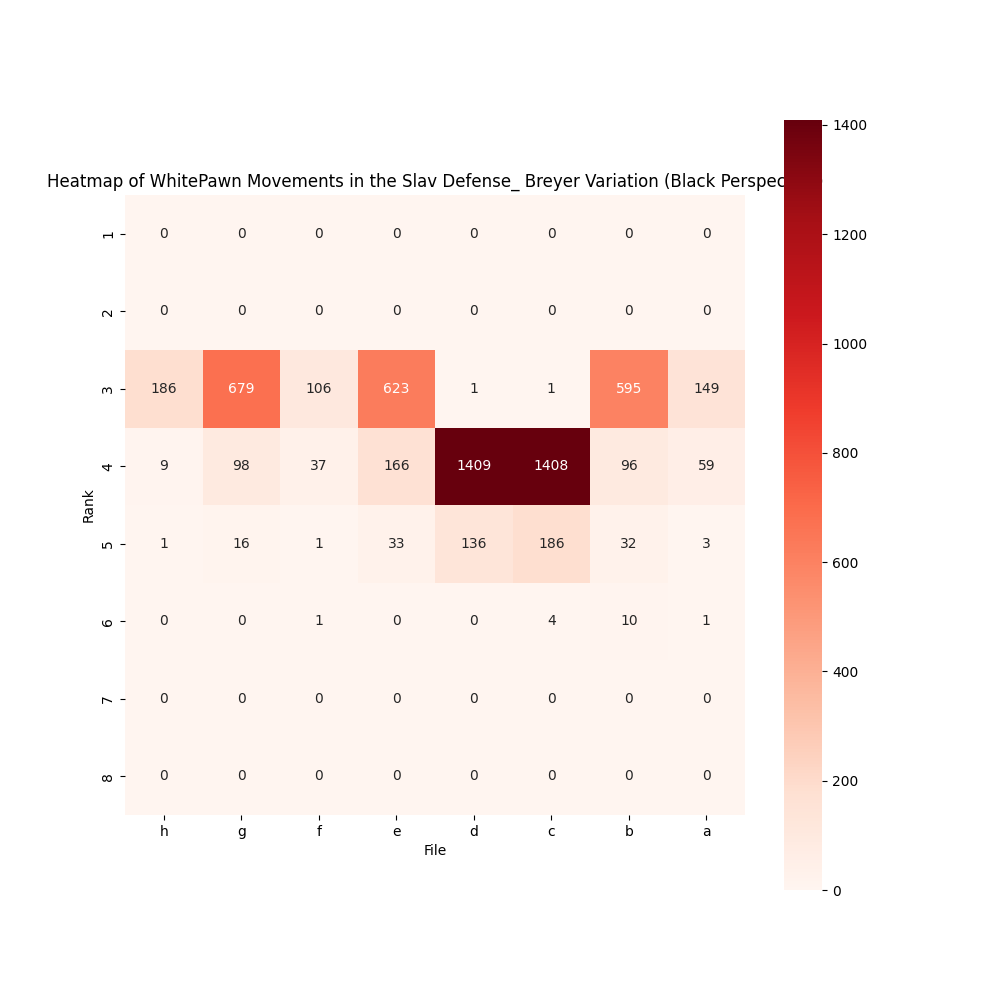 Heatmap of WhitePawn Movements in the Slav Defense_ Breyer Variation (Black
1400
1200
1000
800
600
400
200
0
Rank
1 0 0 0 0 0 0 0 0
2 0 0 0 0 0 0 0 0
3 186 679 106 623 1 1 595 149
4 9 98 37 166 1409 1408 96 59
5 1 16 1 33 136 186 32 3
6 0 0 1 0 0 4 10 1
7 0 0 0 0 0 0 0 0
8 0 0 0 0 0 0 0 0
h g f e d c b a
File